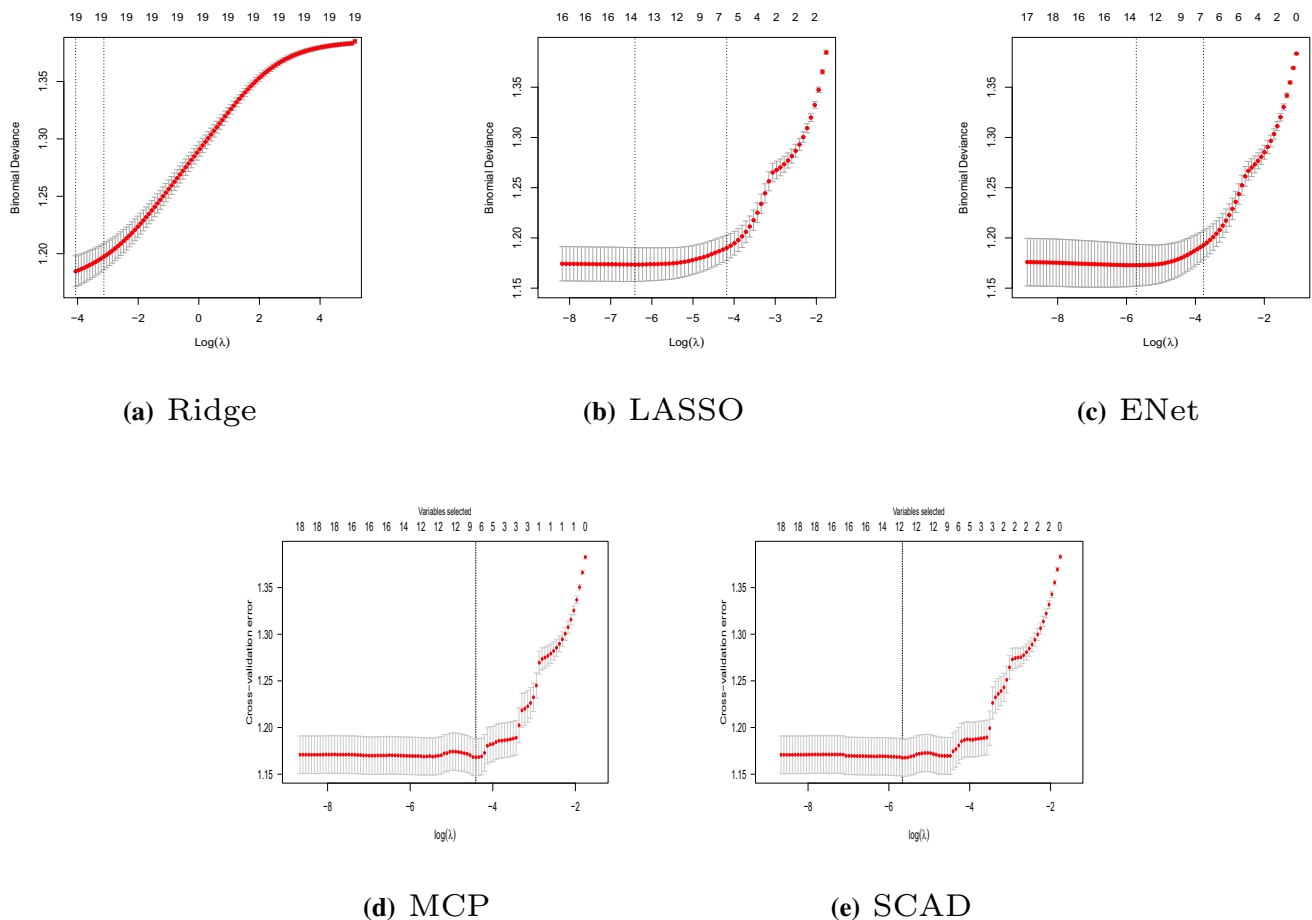 19 19 19 19 19 19 19 19 19 19 19
Binomial Deviance
1.35
1.30
1.25
1.20
−4 −2 0 2 4
Log(λ)
(a) Ridge
16 16 16 14 13 12 9 7 5 4 2 2 2
Binomial Deviance
1.35
1.30
1.25
1.20
1.15
−8 −7 −6 −5 −4 −3 −2
Log(λ)
(b) LASSO
17 18 16 16 14 12 9 7 6 6 4 2 0
Binomial Deviance
1.35
1.30
1.25
1.20
1.15
−8 −6 −4 −2
Log(λ)
(c) ENet
Variables selected
18 18 18 16 16 16 14 12 12 12 9 6 5 3 3 1 1 1 1 0
Cross−validation error
1.35
1.30
1.25
1.20
1.15
−8 −6 −4 −2
log(λ)
(d) MCP
Variables selected
18 18 18 16 16 16 14 12 12 12 9 6 5 3 2 2 2 2 0
Cross−validation error
1.35
1.30
1.25
1.20
1.15
−8 −6 −4 −2
log(λ)
(e) SCAD